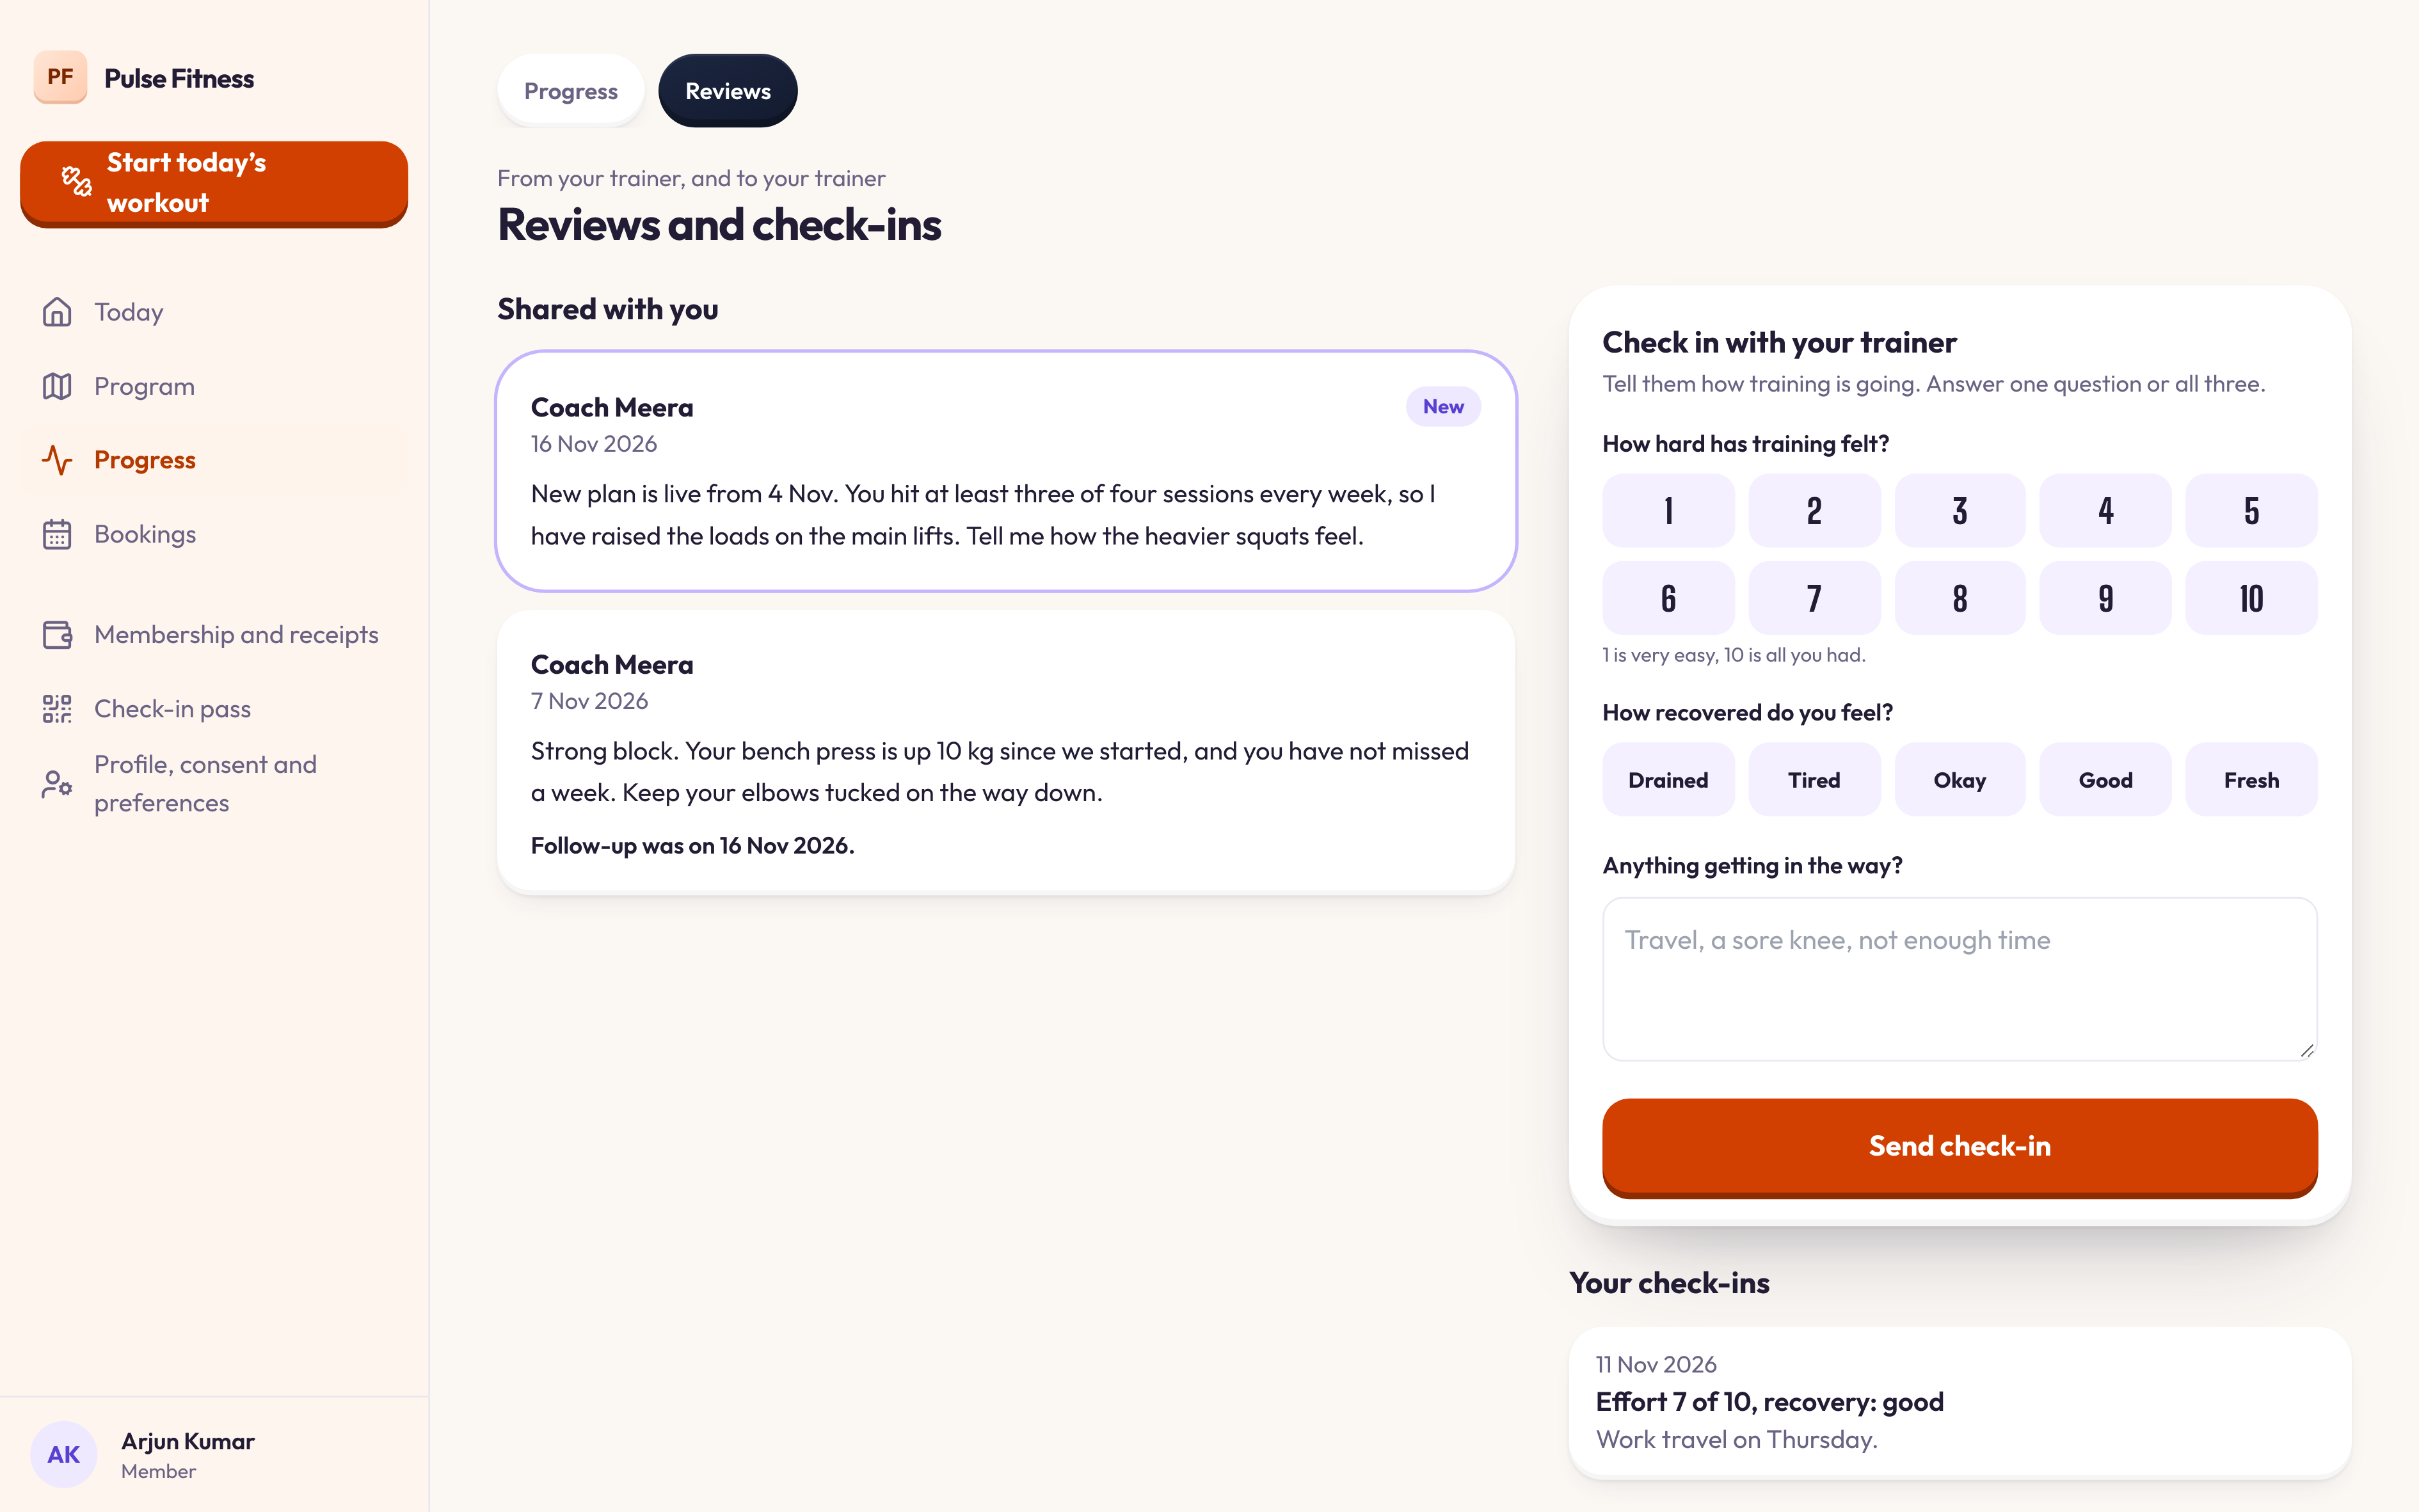 PF
Pulse Fitness
Start today’s
workout
Today
Program
Progress
Bookings
Membership and receipts
Check-in pass
Profile, consent and
preferences
AK
Arjun Kumar
Member
Progress
Reviews
From your trainer, and to your trainer
Reviews and check-ins
Shared with you
Coach Meera
New
16 Nov 2026
New plan is live from 4 Nov. You hit at least three of four sessions every week, so I
have raised the loads on the main lifts. Tell me how the heavier squats feel.
Coach Meera
7 Nov 2026
Strong block. Your bench press is up 10 kg since we started, and you have not missed
a week. Keep your elbows tucked on the way down.
Follow-up was on 16 Nov 2026.
Check in with your trainer
Tell them how training is going. Answer one question or all three.
How hard has training felt?
1 2 3 4 5
6 7 8 9 10
1 is very easy, 10 is all you had.
How recovered do you feel?
Drained Tired Okay Good Fresh
Anything getting in the way?
Travel, a sore knee, not enough time
Send check-in
Your check-ins
11 Nov 2026
Effort 7 of 10, recovery: good
Work travel on Thursday.